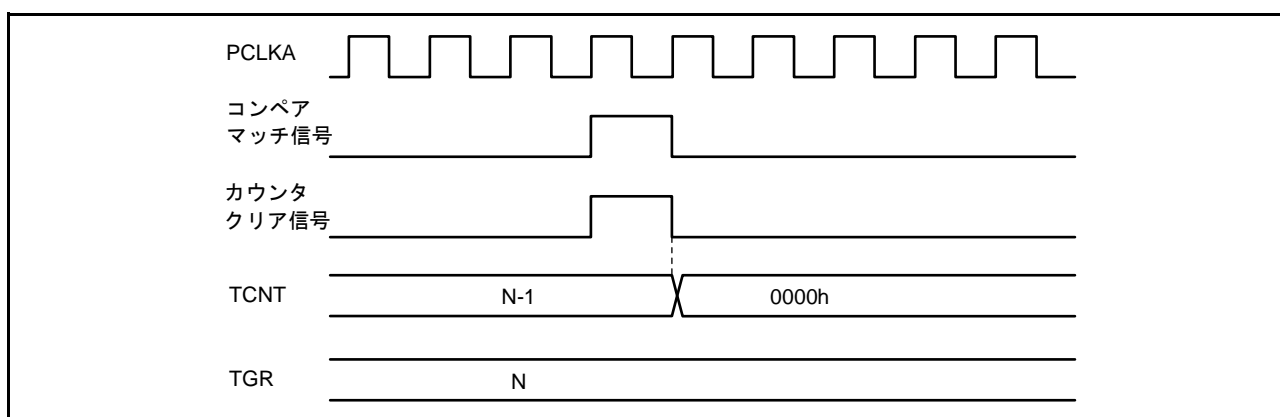 PCLKA
コンペア
マッチ信号
カウンタ
クリア信号
TCNT N-1 0000h
TGR N